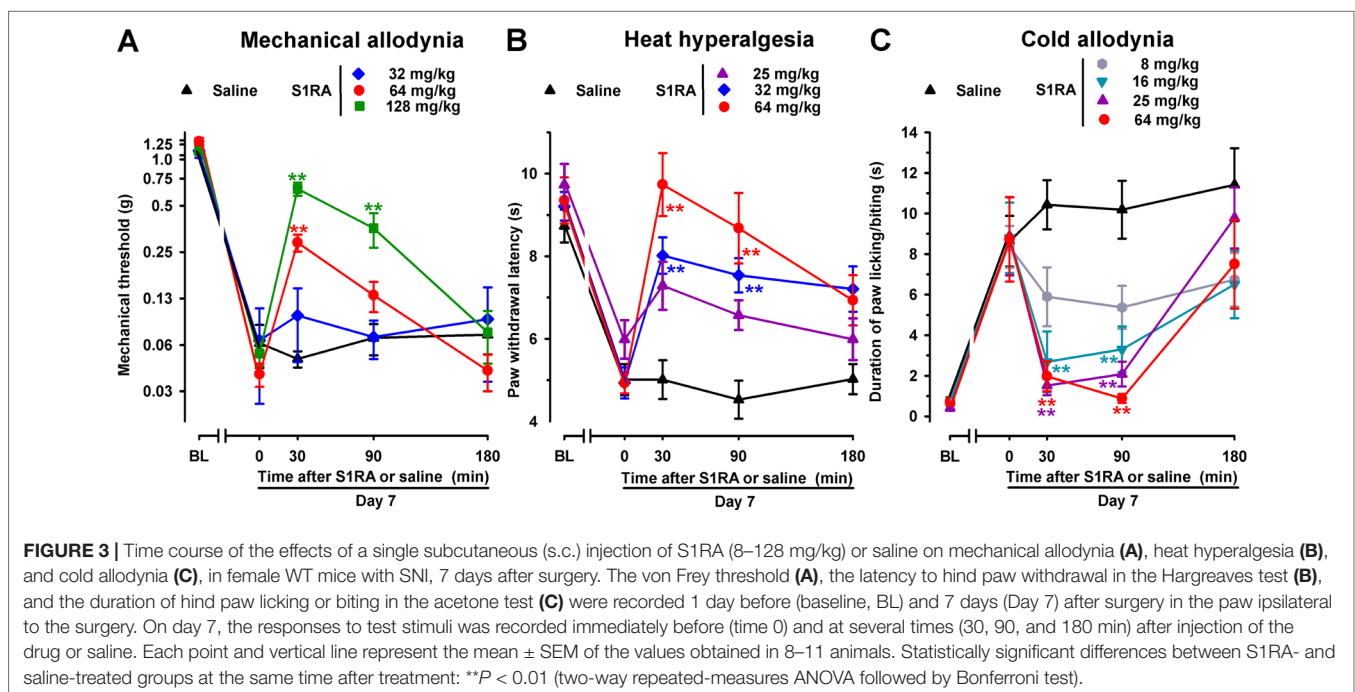 A Mechanical allodynia
Saline S1RA
32 mg/kg
64 mg/kg
128 mg/kg
Mechanical threshold (g)
1.25
1.0
0.75
0.5
0.25
0.13
0.06
0.03
**
**
**
BL 0 30 90 180
Time after S1RA or saline (min)
Day 7
B Heat hyperalgesia
Saline S1RA
25 mg/kg
32 mg/kg
64 mg/kg
Paw withdrawal latency (s)
10
8
6
4
**
**
**
**
BL 0 30 90 180
Time after S1RA or saline (min)
Day 7
C Cold allodynia
Saline S1RA
8 mg/kg
16 mg/kg
25 mg/kg
64 mg/kg
Duration of paw licking/biting (s)
14
12
10
8
6
4
2
0
**
**
**
**
**
**
BL 0 30 90 180
Time after S1RA or saline (min)
Day 7
FIGURE 3 | Time course of the effects of a single subcutaneous (s.c.) injection of S1RA (8–128 mg/kg) or saline on mechanical allodynia (A), heat hyperalgesia (B),
and cold allodynia (C), in female WT mice with SNI, 7 days after surgery. The von Frey threshold (A), the latency to hind paw withdrawal in the Hargreaves test (B),
and the duration of hind paw licking or biting in the acetone test (C) were recorded 1 day before (baseline, BL) and 7 days (Day 7) after surgery in the paw ipsilateral
to the surgery. On day 7, the responses to test stimuli was recorded immediately before (time 0) and at several times (30, 90, and 180 min) after injection of the
drug or saline. Each point and vertical line represent the mean ± SEM of the values obtained in 8–11 animals. Statistically significant differences between S1RA- and
saline-treated groups at the same time after treatment: **P < 0.01 (two-way repeated-measures ANOVA followed by Bonferroni test).